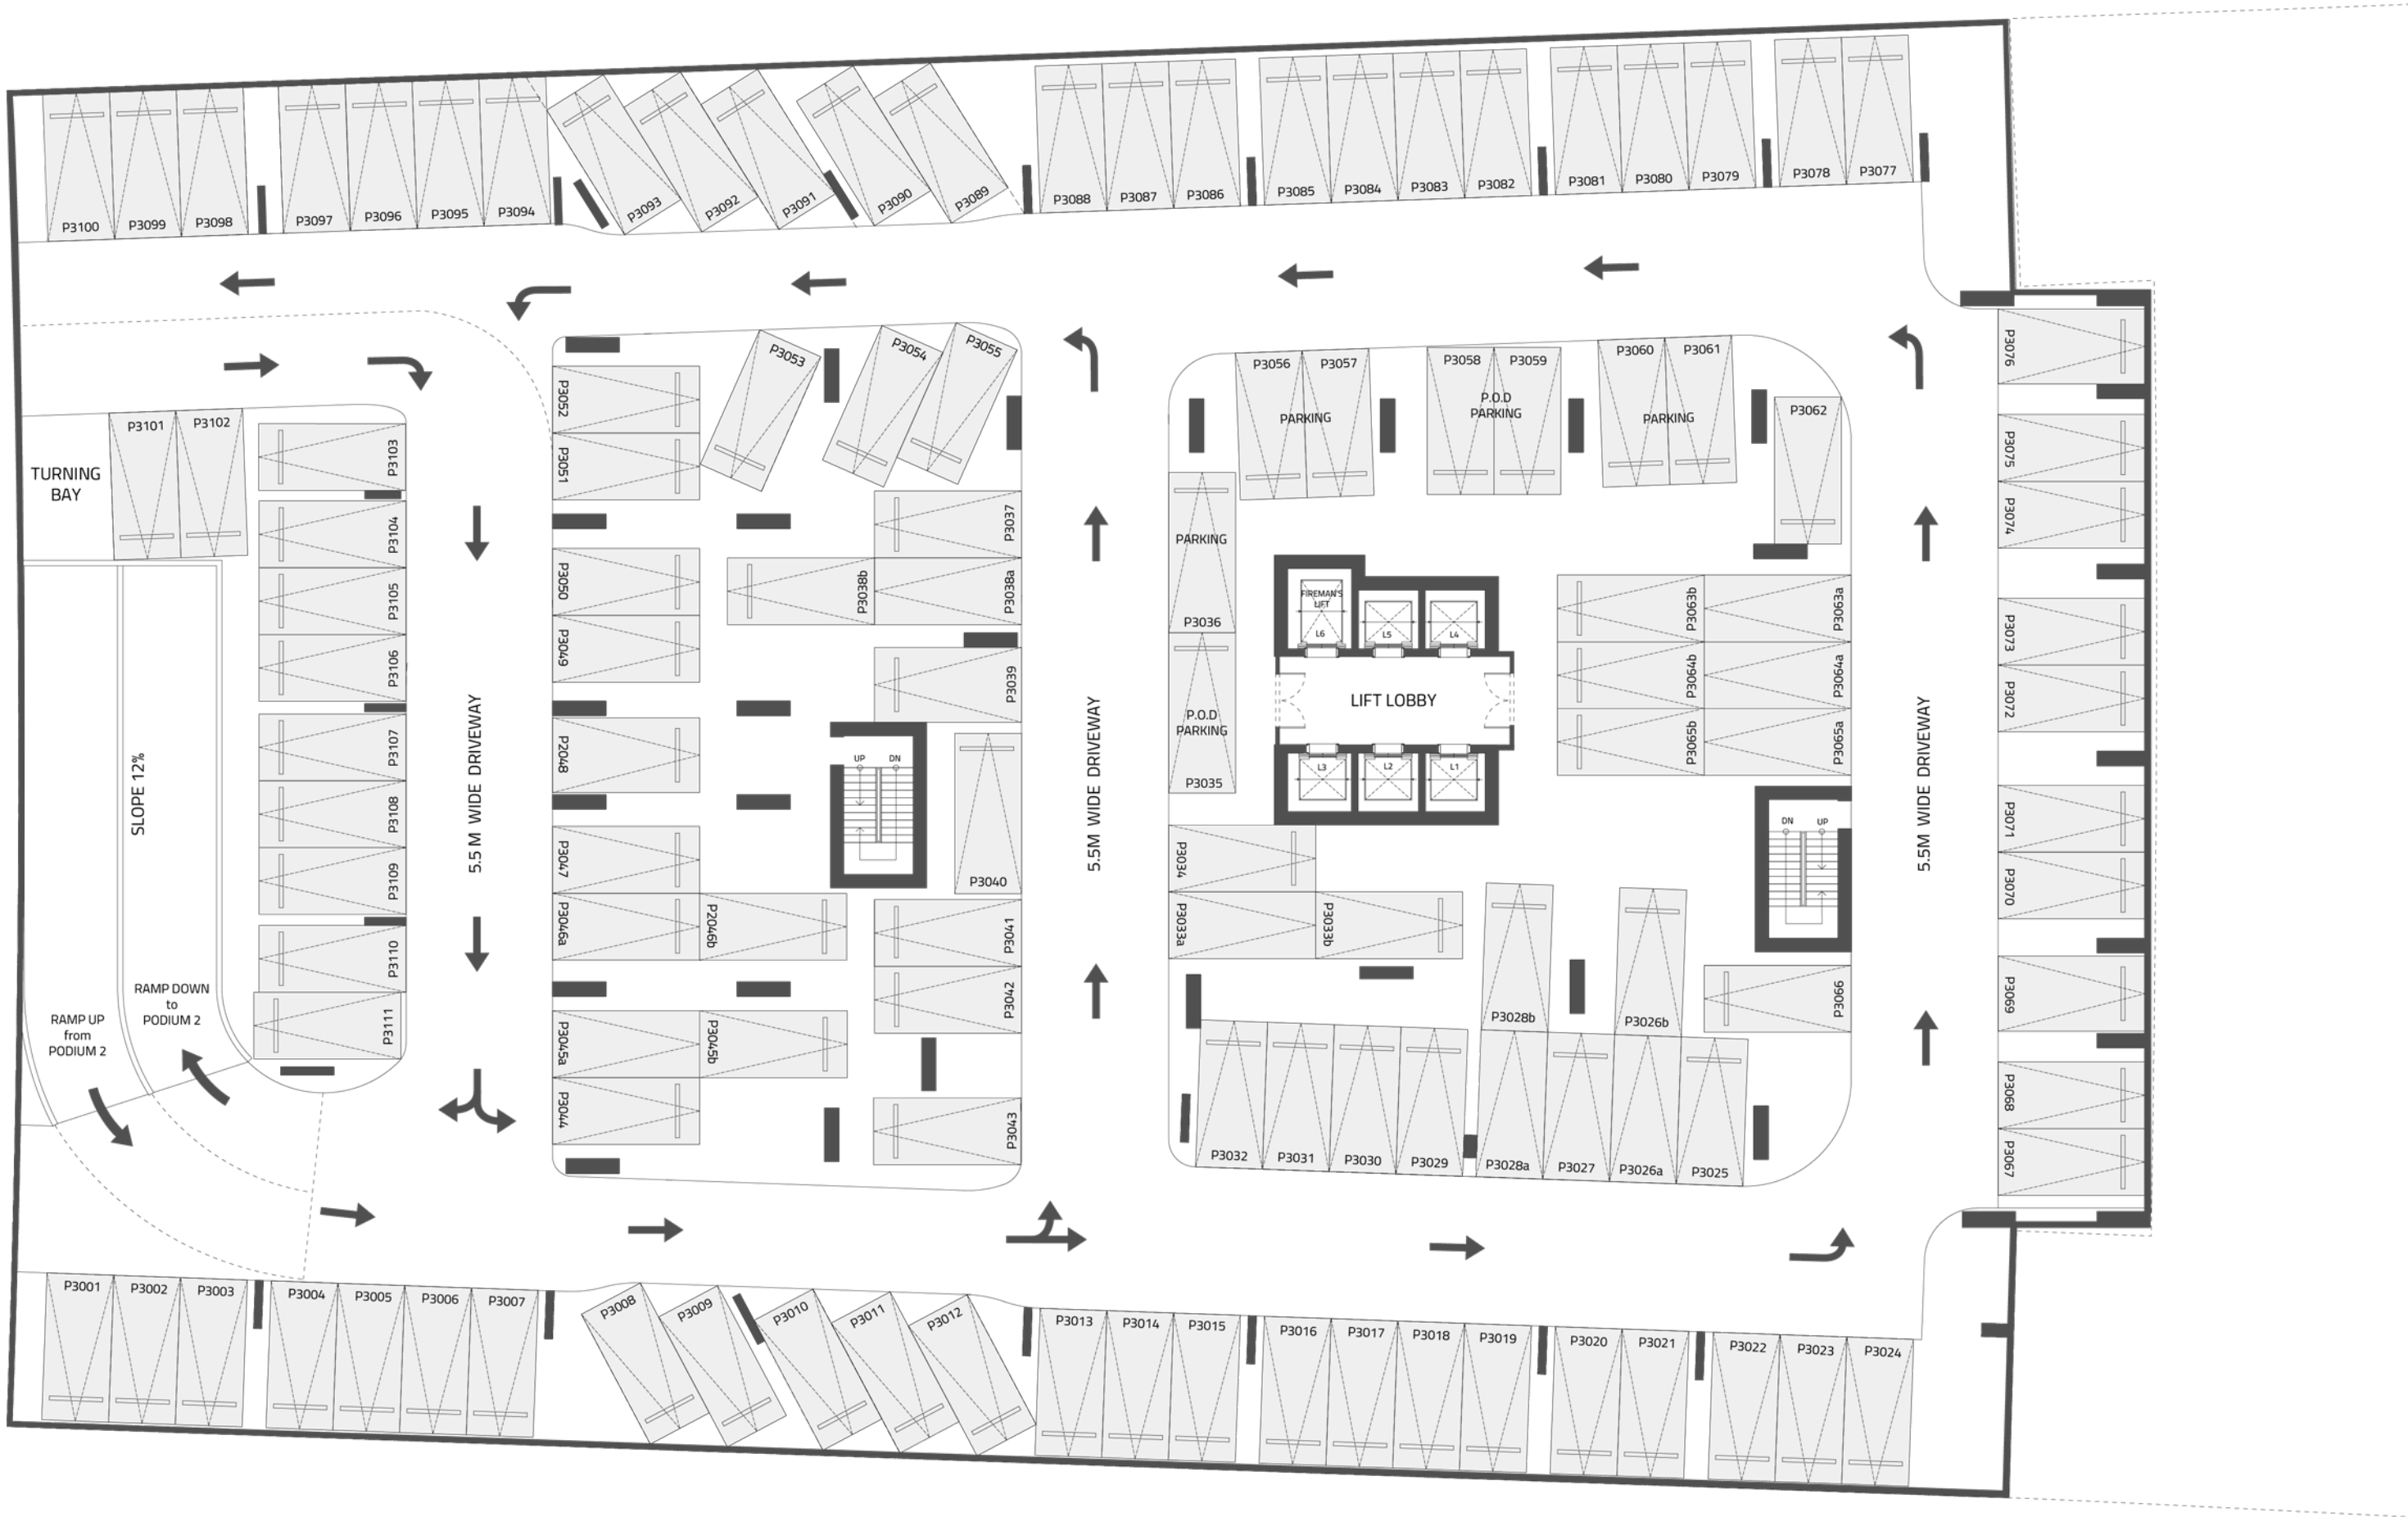 P3100
P3099
P3098
P3097
P3096
P3095
P3094
P3093
P3092
P3091
P3090
P3089
P3088
P3087
P3086
P3085
P3084
P3083
P3082
P3081
P3080
P3079
P3078
P3077
P3101
P3102
TURNING
BAY
P3103
P3104
P3105
P3106
P3107
P3108
P3109
P3110
P3111
SLOPE 12%
RAMP DOWN
to
PODIUM 2
RAMP UP
from
PODIUM 2
5.5 M WIDE DRIVEWAY
P3052
P3051
P3050
P3049
P2048
P3047
P3046a
P2046b
P3045a
P3045b
P3044
P3053
P3054
P3055
P3037
P3038b
P3038a
P3039
UP
DN
P3040
P3041
P3042
P3043
5.5M WIDE DRIVEWAY
P3056
P3057
PARKING
P3058
P3059
P.O.D
PARKING
P3060
P3061
PARKING
P3062
PARKING
P3036
P.O.D
PARKING
P3035
FIREMAN'S
LIFT
L6
L5
L4
LIFT LOBBY
L3
L2
L1
P3063b
P3063a
P3064b
P3064a
P3065b
P3065a
DN
UP
P3034
P3033a
P3033b
P3028b
P3026b
P3066
P3032
P3031
P3030
P3029
P3028a
P3027
P3026a
P3025
5.5M WIDE DRIVEWAY
P3076
P3075
P3074
P3073
P3072
P3071
P3070
P3069
P3068
P3067
P3001
P3002
P3003
P3004
P3005
P3006
P3007
P3008
P3009
P3010
P3011
P3012
P3013
P3014
P3015
P3016
P3017
P3018
P3019
P3020
P3021
P3022
P3023
P3024